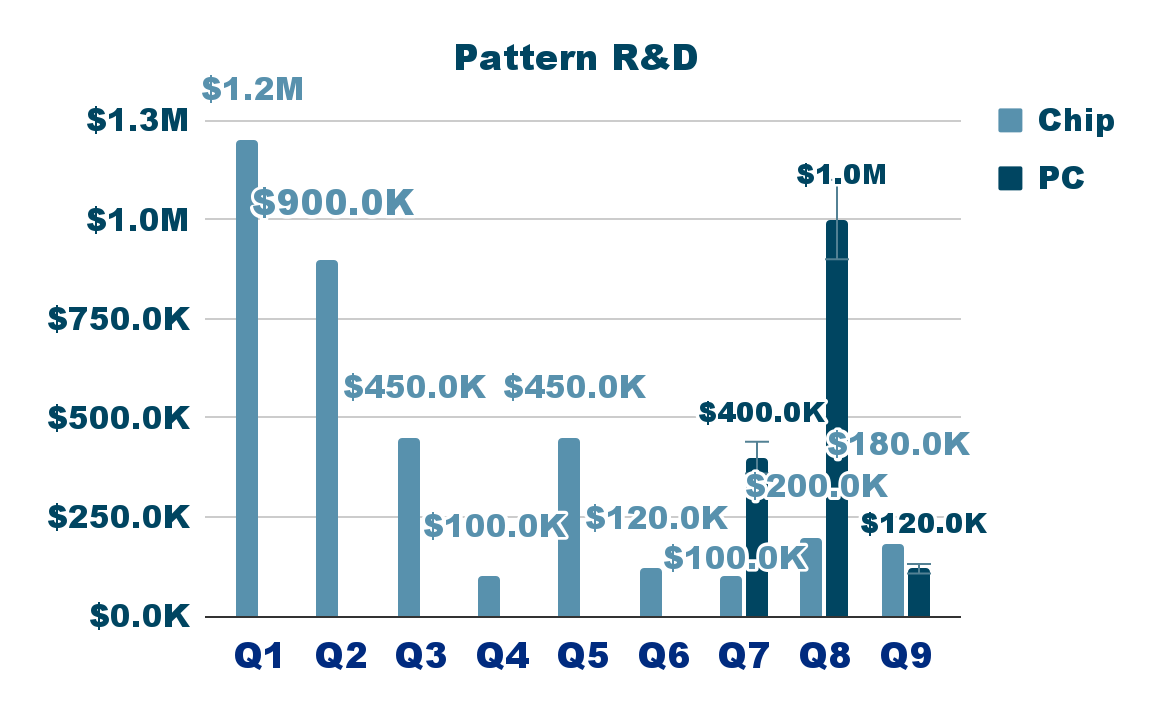 Pattern R&D
$1.2M
$1.3M
Chip
$1.0M
PC
$900.0K
$1.0M
$750.0K
$450.0K $450.0K
$400.0K
$500.0K
$180.0K
$200.0K
$250.0K
$100.0K
$120.0K
$120.0K
$100.0K
$0.0K
Q1 Q2 Q3 Q4 Q5 Q6 Q7 Q8 Q9